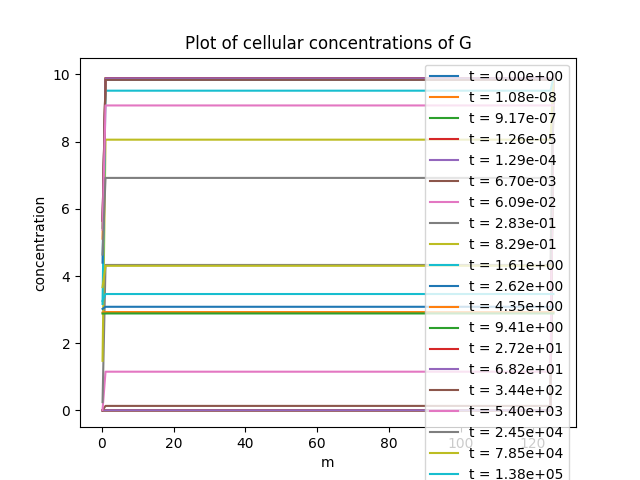 Plot of cellular concentrations of G
10
8
6
4
2
0
concentration
0
20
40
60
80
100
120
m
t = 0.00e+00
t = 1.08e-08
t = 9.17e-07
t = 1.26e-05
t = 1.29e-04
t = 6.70e-03
t = 6.09e-02
t = 2.83e-01
t = 8.29e-01
t = 1.61e+00
t = 2.62e+00
t = 4.35e+00
t = 9.41e+00
t = 2.72e+01
t = 6.82e+01
t = 3.44e+02
t = 5.40e+03
t = 2.45e+04
t = 7.85e+04
t = 1.38e+05